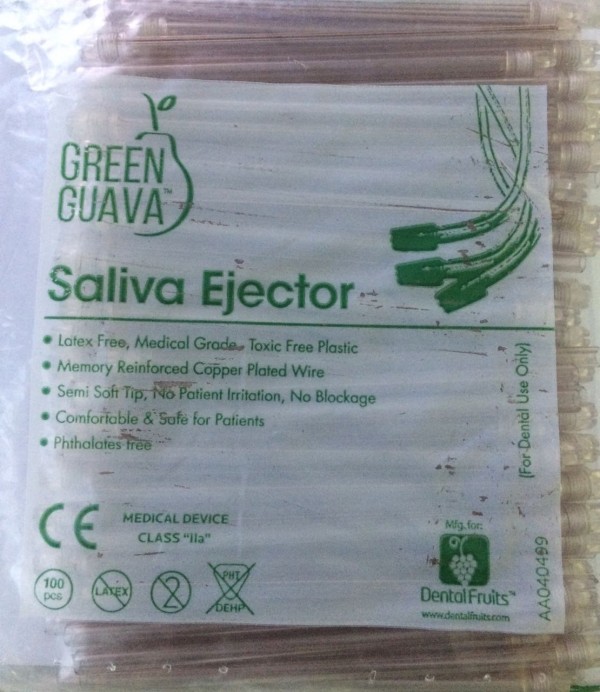 GREEN
GUAVA™
Saliva Ejector
• Latex Free, Medical Grade, Toxic Free Plastic
• Memory Reinforced Copper Plated Wire
• Semi Soft Tip, No Patient Irritation, No Blockage
• Comfortable & Safe for Patients
• Phthalates free
(For Dental Use Only)
CE
MEDICAL DEVICE
CLASS "IIa"
100
pcs
LATEX
2
PHT
DEHP
Mfg. for:
DentalFruits™
www.dentalfruits.com
AA040499